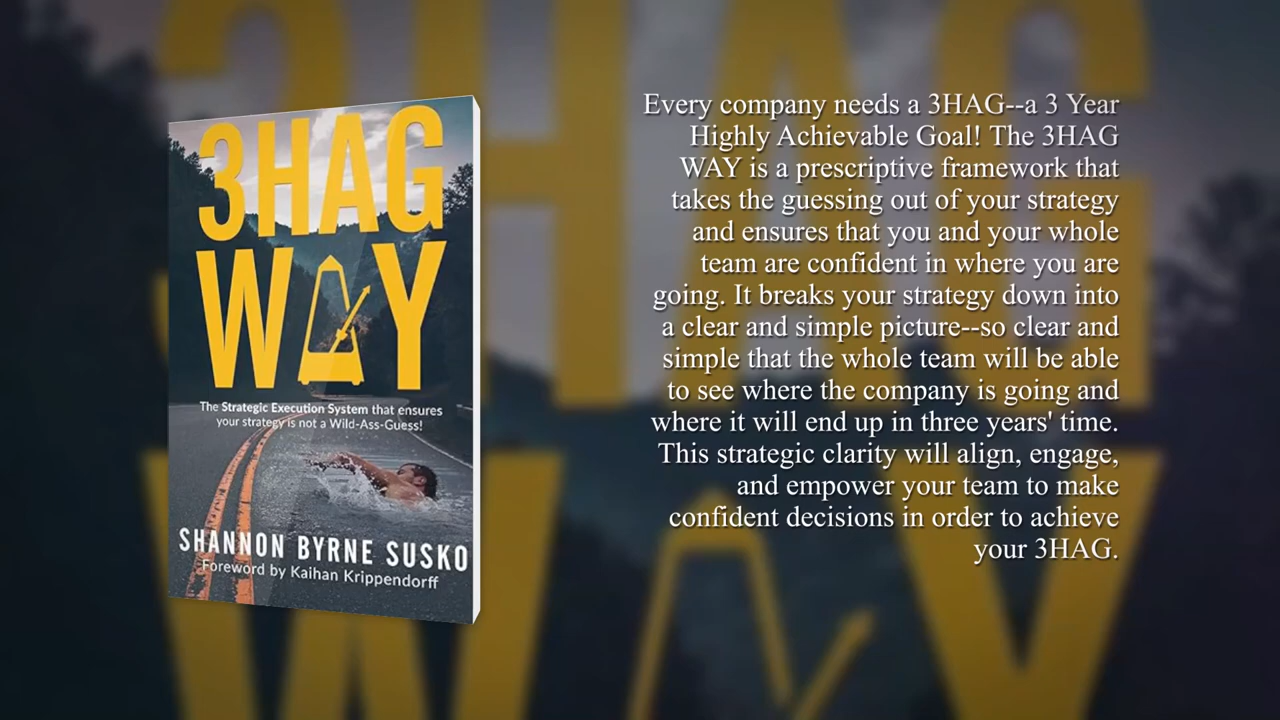 3HAG
WAY
The Strategic Execution System that ensures
your strategy is not a Wild-Ass-Guess!
SHANNON BYRNE SUSKO
Foreword by Kaihan Krippendorff
Every company needs a 3HAG--a 3 Year
Highly Achievable Goal! The 3HAG
WAY is a prescriptive framework that
takes the guessing out of your strategy
and ensures that you and your whole
team are confident in where you are
going. It breaks your strategy down into
a clear and simple picture--so clear and
simple that the whole team will be able
to see where the company is going and
where it will end up in three years' time.
This strategic clarity will align, engage,
and empower your team to make
confident decisions in order to achieve
your 3HAG.